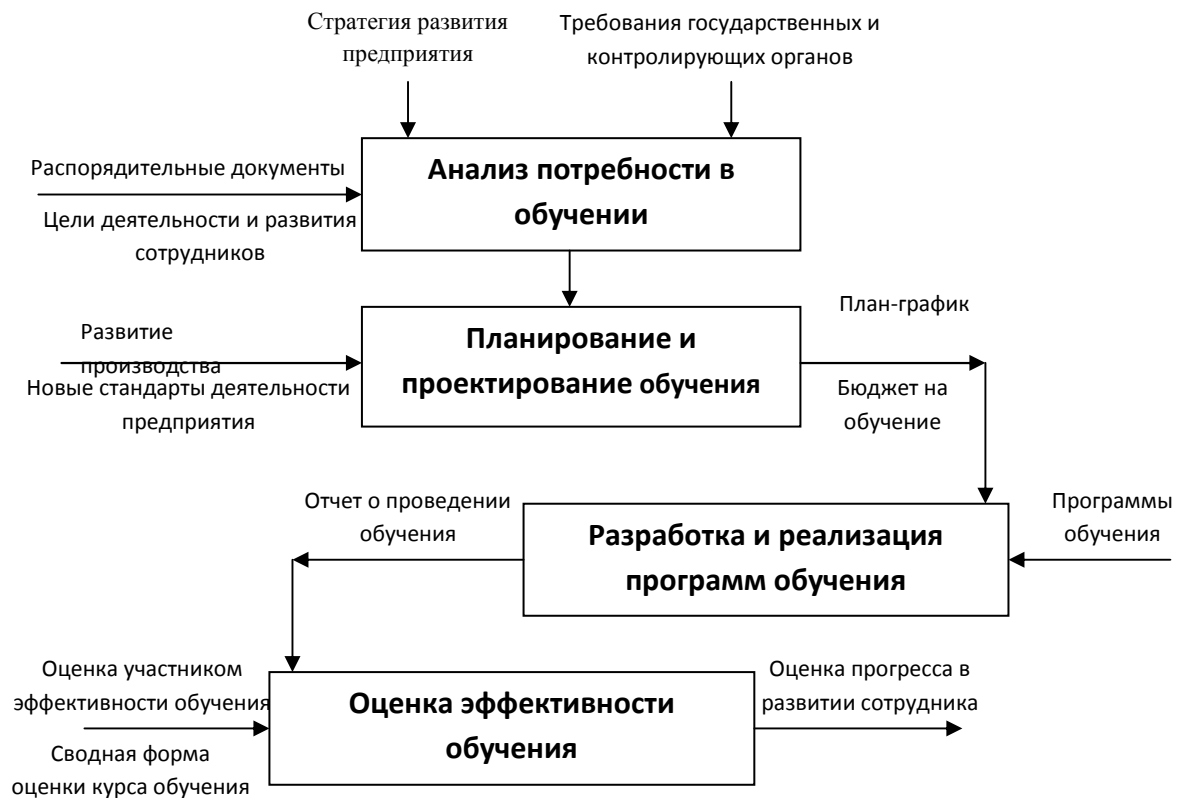 Стратегия развития
предприятия
Требования государственных и
контролирующих органов
Распорядительные документы
Цели деятельности и развития
сотрудников
Анализ потребности в
обучении
Развитие
производства
Новые стандарты деятельности
предприятия
Планирование и
проектирование обучения
План-график
Бюджет на
обучение
Отчет о проведении
обучения
Разработка и реализация
программ обучения
Программы
обучения
Оценка участником
эффективности обучения
Сводная форма
оценки курса обучения
Оценка эффективности
обучения
Оценка прогресса в
развитии сотрудника